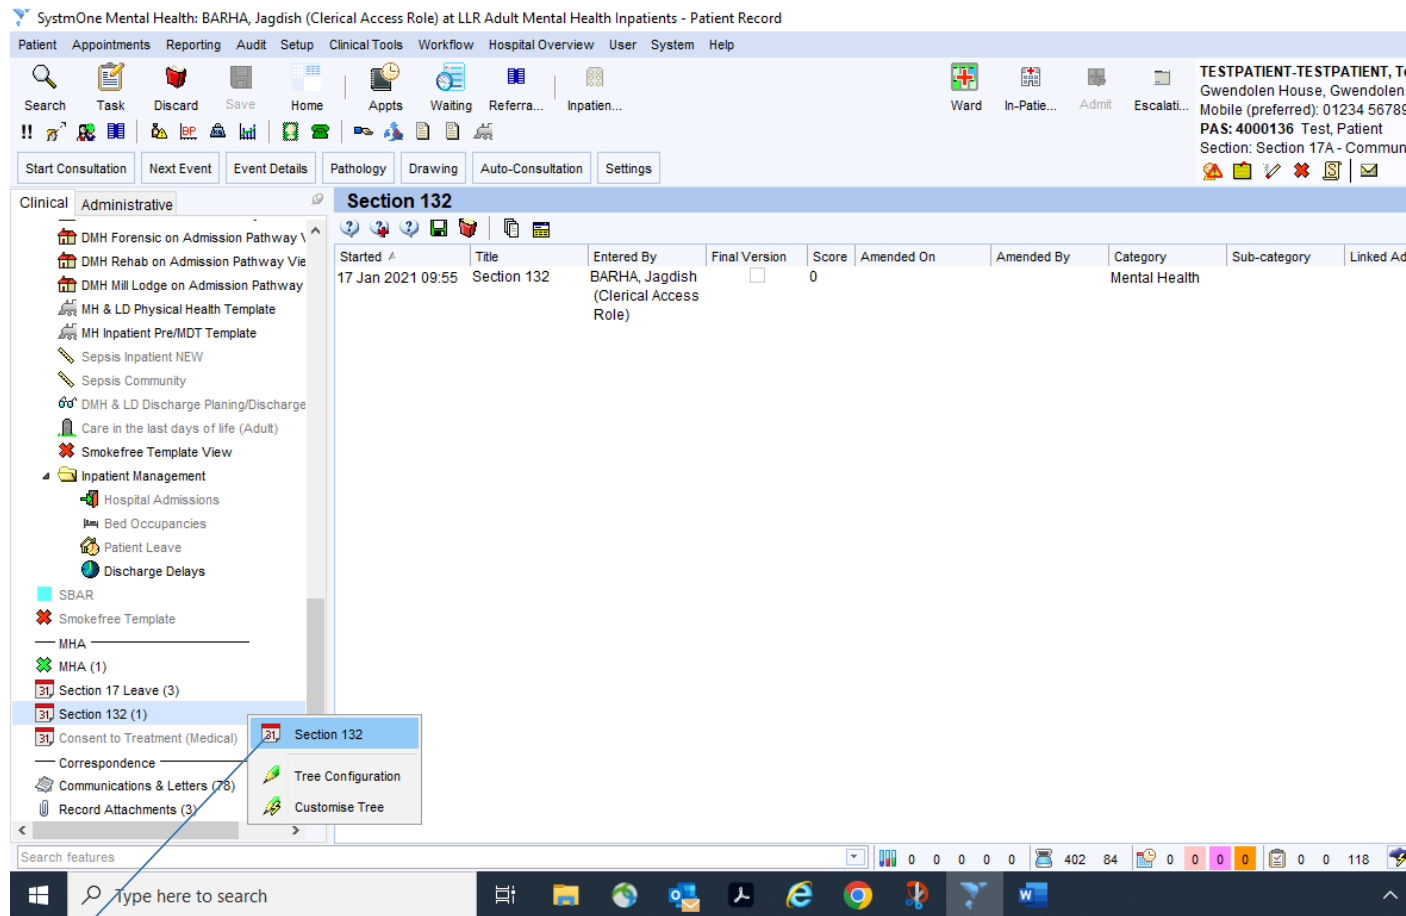 SystmOne Mental Health: BARHA, Jagdish (Clerical Access Role) at LLR Adult Mental Health Inpatients - Patient Record
Patient Appointments Reporting Audit Setup Clinical Tools Workflow Hospital Overview User System Help
Search Task Discard Save Home Appts Waiting Referra... Inpatien... Ward In-Patie... Admit Escalati...
TESTPATIENT-TESTPATIENT, Te
Gwendolen House, Gwendolen
Mobile (preferred): 01234 56789
PAS: 4000136 Test, Patient
Section: Section 17A - Commun
!! BP
Start Consultation Next Event Event Details Pathology Drawing Auto-Consultation Settings
Clinical Administrative
Section 132
Started Title Entered By Final Version Score Amended On Amended By Category Sub-category Linked Ad
17 Jan 2021 09:55 Section 132 BARHA, Jagdish 0 Mental Health
(Clerical Access
Role)
DMH Forensic on Admission Pathway V
DMH Rehab on Admission Pathway Vie
DMH Mill Lodge on Admission Pathway
MH & LD Physical Health Template
MH Inpatient Pre/MDT Template
Sepsis Inpatient NEW
Sepsis Community
DMH & LD Discharge Planing/Discharge
Care in the last days of life (Adult)
Smokefree Template View
Inpatient Management
Hospital Admissions
Bed Occupancies
Patient Leave
Discharge Delays
SBAR
Smokefree Template
MHA
MHA (1)
31 Section 17 Leave (3)
31 Section 132 (1)
31 Consent to Treatment (Medical)
Correspondence
Communications & Letters (78)
Record Attachments (3)
31 Section 132
Tree Configuration
Customise Tree
Search features
0 0 0 0 0 402 84 0 0 0 0 0 0 118
Type here to search